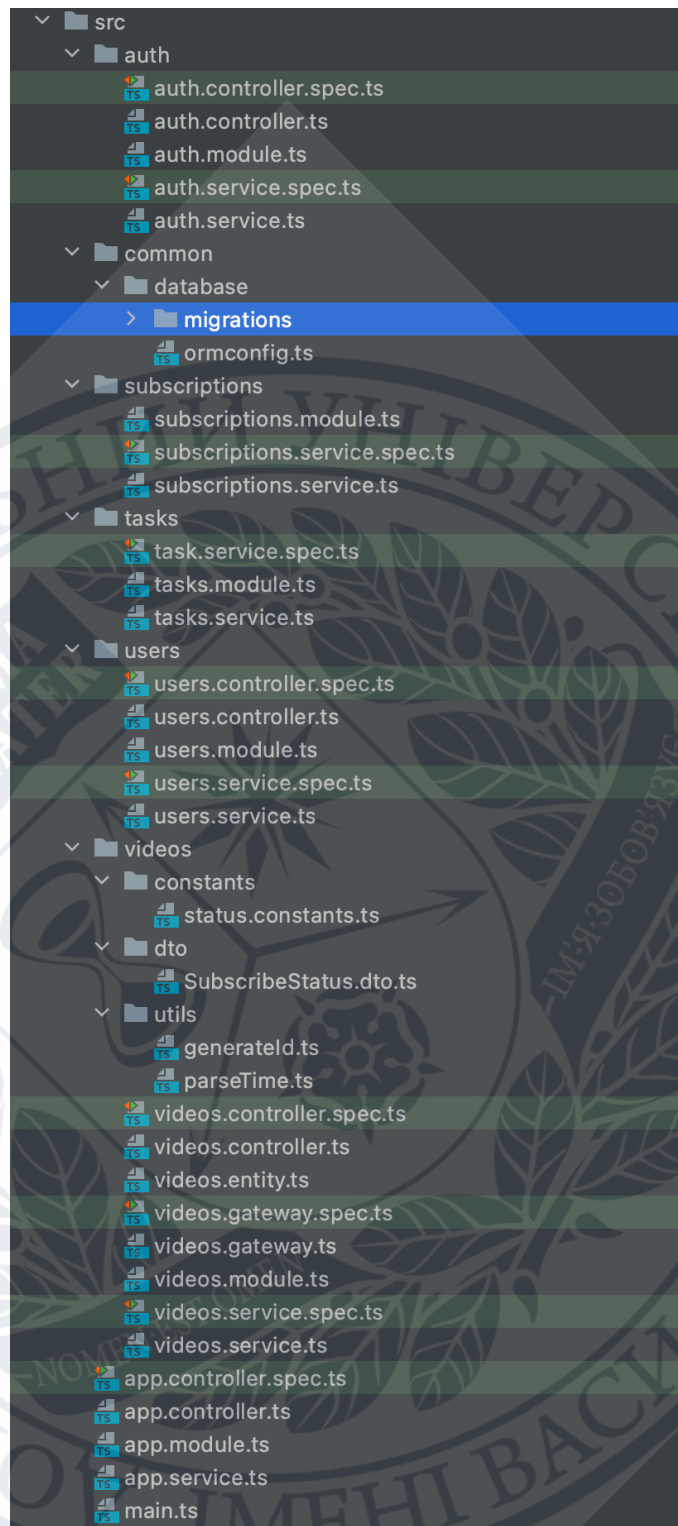 src
auth
auth.controller.spec.ts
auth.controller.ts
auth.module.ts
auth.service.spec.ts
auth.service.ts
common
database
migrations
ormconfig.ts
subscriptions
subscriptions.module.ts
subscriptions.service.spec.ts
subscriptions.service.ts
tasks
task.service.spec.ts
tasks.module.ts
tasks.service.ts
users
users.controller.spec.ts
users.controller.ts
users.module.ts
users.service.spec.ts
users.service.ts
videos
constants
status.constants.ts
dto
SubscribeStatus.dto.ts
utils
generateId.ts
parseTime.ts
videos.controller.spec.ts
videos.controller.ts
videos.entity.ts
videos.gateway.spec.ts
videos.gateway.ts
videos.module.ts
videos.service.spec.ts
videos.service.ts
app.controller.spec.ts
app.controller.ts
app.module.ts
app.service.ts
main.ts
ІМ'Я ЗОБОВ'ЯЗУЄ